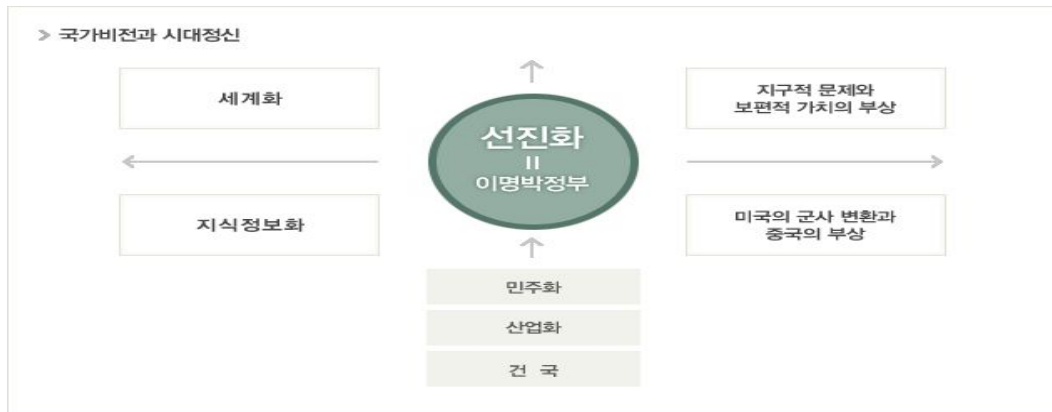 국가비전과 시대정신
세계화
지구적 문제와
보편적 가치의 부상
선진화
=
이명박정부
지식정보화
미국의 군사 변환과
중국의 부상
민주화
산업화
건 국